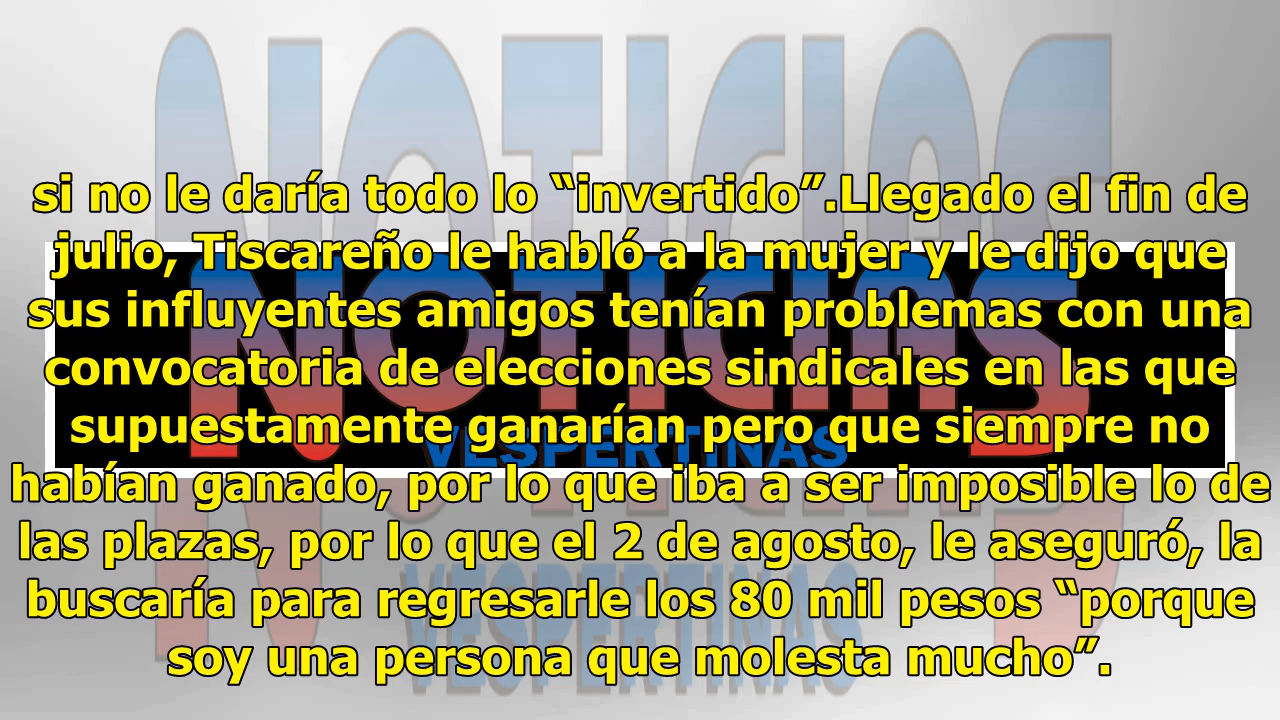 NOTICIAS
VESPERTINAS
si no le daría todo lo “invertido”.Llegado el fin de
julio, Tiscareño le habló a la mujer y le dijo que
sus influyentes amigos tenían problemas con una
convocatoria de elecciones sindicales en las que
supuestamente ganarían pero que siempre no
habían ganado, por lo que iba a ser imposible lo de
las plazas, por lo que el 2 de agosto, le aseguró, la
buscaría para regresarle los 80 mil pesos “porque
soy una persona que molesta mucho”.
NOTICIAS
VESPERTINAS